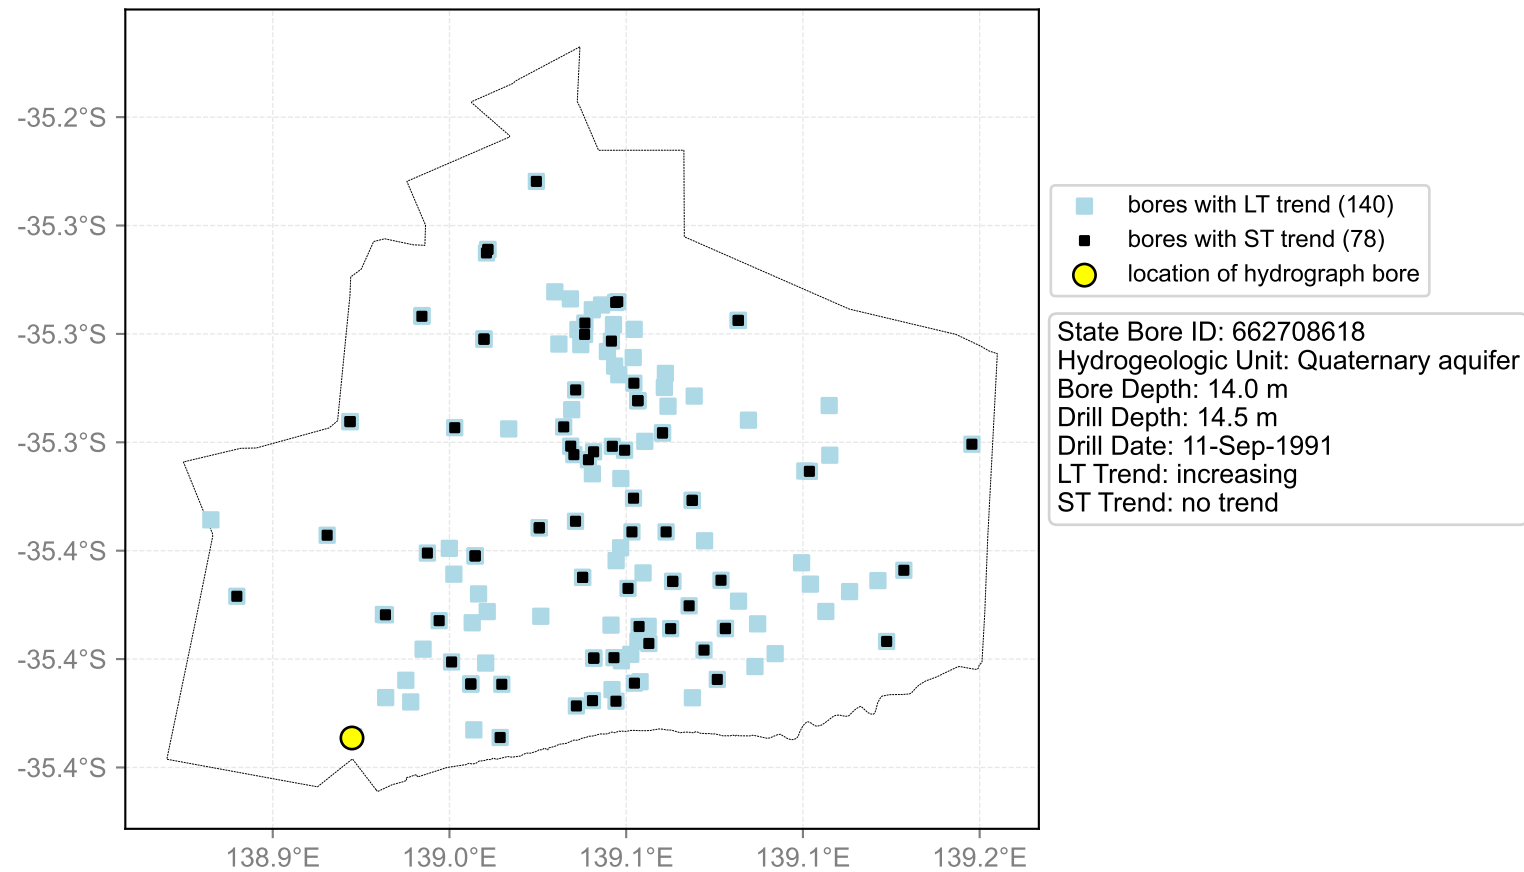 -35.2°S
-35.3°S
-35.3°S
-35.3°S
-35.4°S
-35.4°S
-35.4°S
138.9°E
139.0°E
139.1°E
139.1°E
139.2°E
bores with LT trend (140)
bores with ST trend (78)
location of hydrograph bore
State Bore ID: 662708618
Hydrogeologic Unit: Quaternary aquifer
Bore Depth: 14.0 m
Drill Depth: 14.5 m
Drill Date: 11-Sep-1991
LT Trend: increasing
ST Trend: no trend